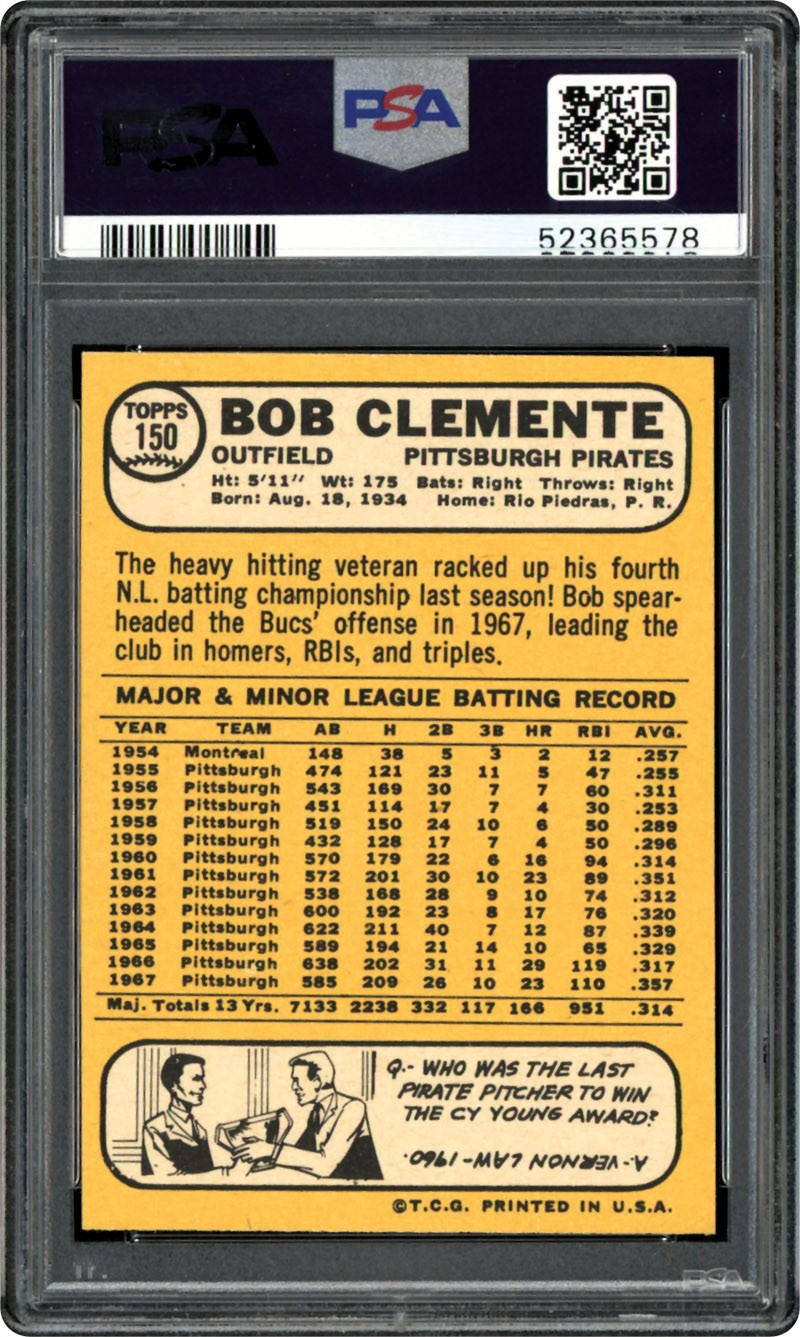 PSA
PSA
52365578
TOPPS
150
BOB CLEMENTE
OUTFIELD PITTSBURGH PIRATES
Ht: 5'11" Wt: 175 Bats: Right Throws: Right
Born: Aug. 18, 1934 Home: Rio Piedras, P. R.
The heavy hitting veteran racked up his fourth
N.L. batting championship last season! Bob spear-
headed the Bucs' offense in 1967, leading the
club in homers, RBIs, and triples.
MAJOR & MINOR LEAGUE BATTING RECORD
YEAR TEAM AB H 2B 3B HR RBI AVG.
1954 Montreal 148 38 5 3 2 12 .257
1955 Pittsburgh 474 121 23 11 5 47 .255
1956 Pittsburgh 543 169 30 7 7 60 .311
1957 Pittsburgh 451 114 17 7 4 30 .253
1958 Pittsburgh 519 150 24 10 6 50 .289
1959 Pittsburgh 432 128 17 7 4 50 .296
1960 Pittsburgh 570 179 22 6 16 94 .314
1961 Pittsburgh 572 201 30 10 23 89 .351
1962 Pittsburgh 538 168 28 9 10 74 .312
1963 Pittsburgh 600 192 23 8 17 76 .320
1964 Pittsburgh 622 211 40 7 12 87 .339
1965 Pittsburgh 589 194 21 14 10 65 .329
1966 Pittsburgh 638 202 31 11 29 119 .317
1967 Pittsburgh 585 209 26 10 23 110 .357
Maj. Totals 13 Yrs. 7133 2238 332 117 166 951 .314
Q.- WHO WAS THE LAST
PIRATE PITCHER TO WIN
THE CY YOUNG AWARD?
A-VERNON LAW-1960.
©T.C.G. PRINTED IN U.S.A.
PSA